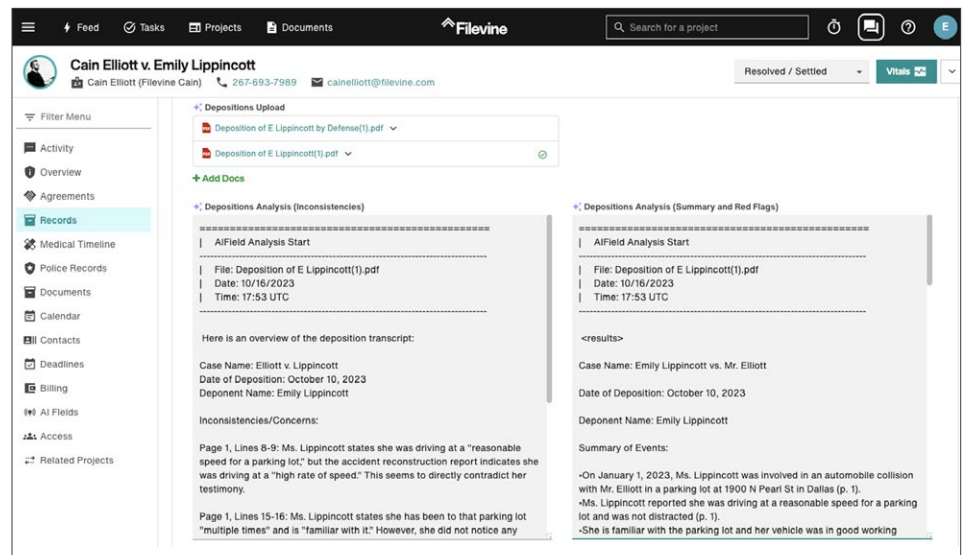 Feed
Tasks
Projects
Documents
Filevine
Search for a project
E
Cain Elliott v. Emily Lippincott
Cain Elliott (Filevine Cain) 267-693-7989 cainelliott@filevine.com
Resolved / Settled
Vitals
Filter Menu
Activity
Overview
Agreements
Records
Medical Timeline
Police Records
Documents
Calendar
Contacts
Deadlines
Billing
AI Fields
Access
Related Projects
Depositions Upload
Deposition of E Lippincott by Defense(1).pdf
Deposition of E Lippincott(1).pdf
+Add Docs
Depositions Analysis (Inconsistencies)
==================================================
| AIField Analysis Start
--------------------------------------------------------------------------------
| File: Deposition of E Lippincott(1).pdf
| Date: 10/16/2023
| Time: 17:53 UTC
--------------------------------------------------------------------------------
Here is an overview of the deposition transcript:
Case Name: Elliott v. Lippincott
Date of Deposition: October 10, 2023
Deponent Name: Emily Lippincott
Inconsistencies/Concerns:
Page 1, Lines 8-9: Ms. Lippincott states she was driving at a "reasonable
speed for a parking lot," but the accident reconstruction report indicates she
was driving at a "high rate of speed." This seems to directly contradict her
testimony.
Page 1, Lines 15-16: Ms. Lippincott states she has been to that parking lot
"multiple times" and is "familiar with it." However, she did not notice any
Depositions Analysis (Summary and Red Flags)
==================================================
| AIField Analysis Start
--------------------------------------------------------------------------------
| File: Deposition of E Lippincott(1).pdf
| Date: 10/16/2023
| Time: 17:53 UTC
--------------------------------------------------------------------------------
<results>
Case Name: Emily Lippincott vs. Mr. Elliott
Date of Deposition: October 10, 2023
Deponent Name: Emily Lippincott
Summary of Events:
-On January 1, 2023, Ms. Lippincott was involved in an automobile collision
with Mr. Elliott in a parking lot at 1900 N Pearl St in Dallas (p. 1).
-Ms. Lippincott reported she was driving at a reasonable speed for a parking
lot and was not distracted (p. 1).
-She is familiar with the parking lot and her vehicle was in good working